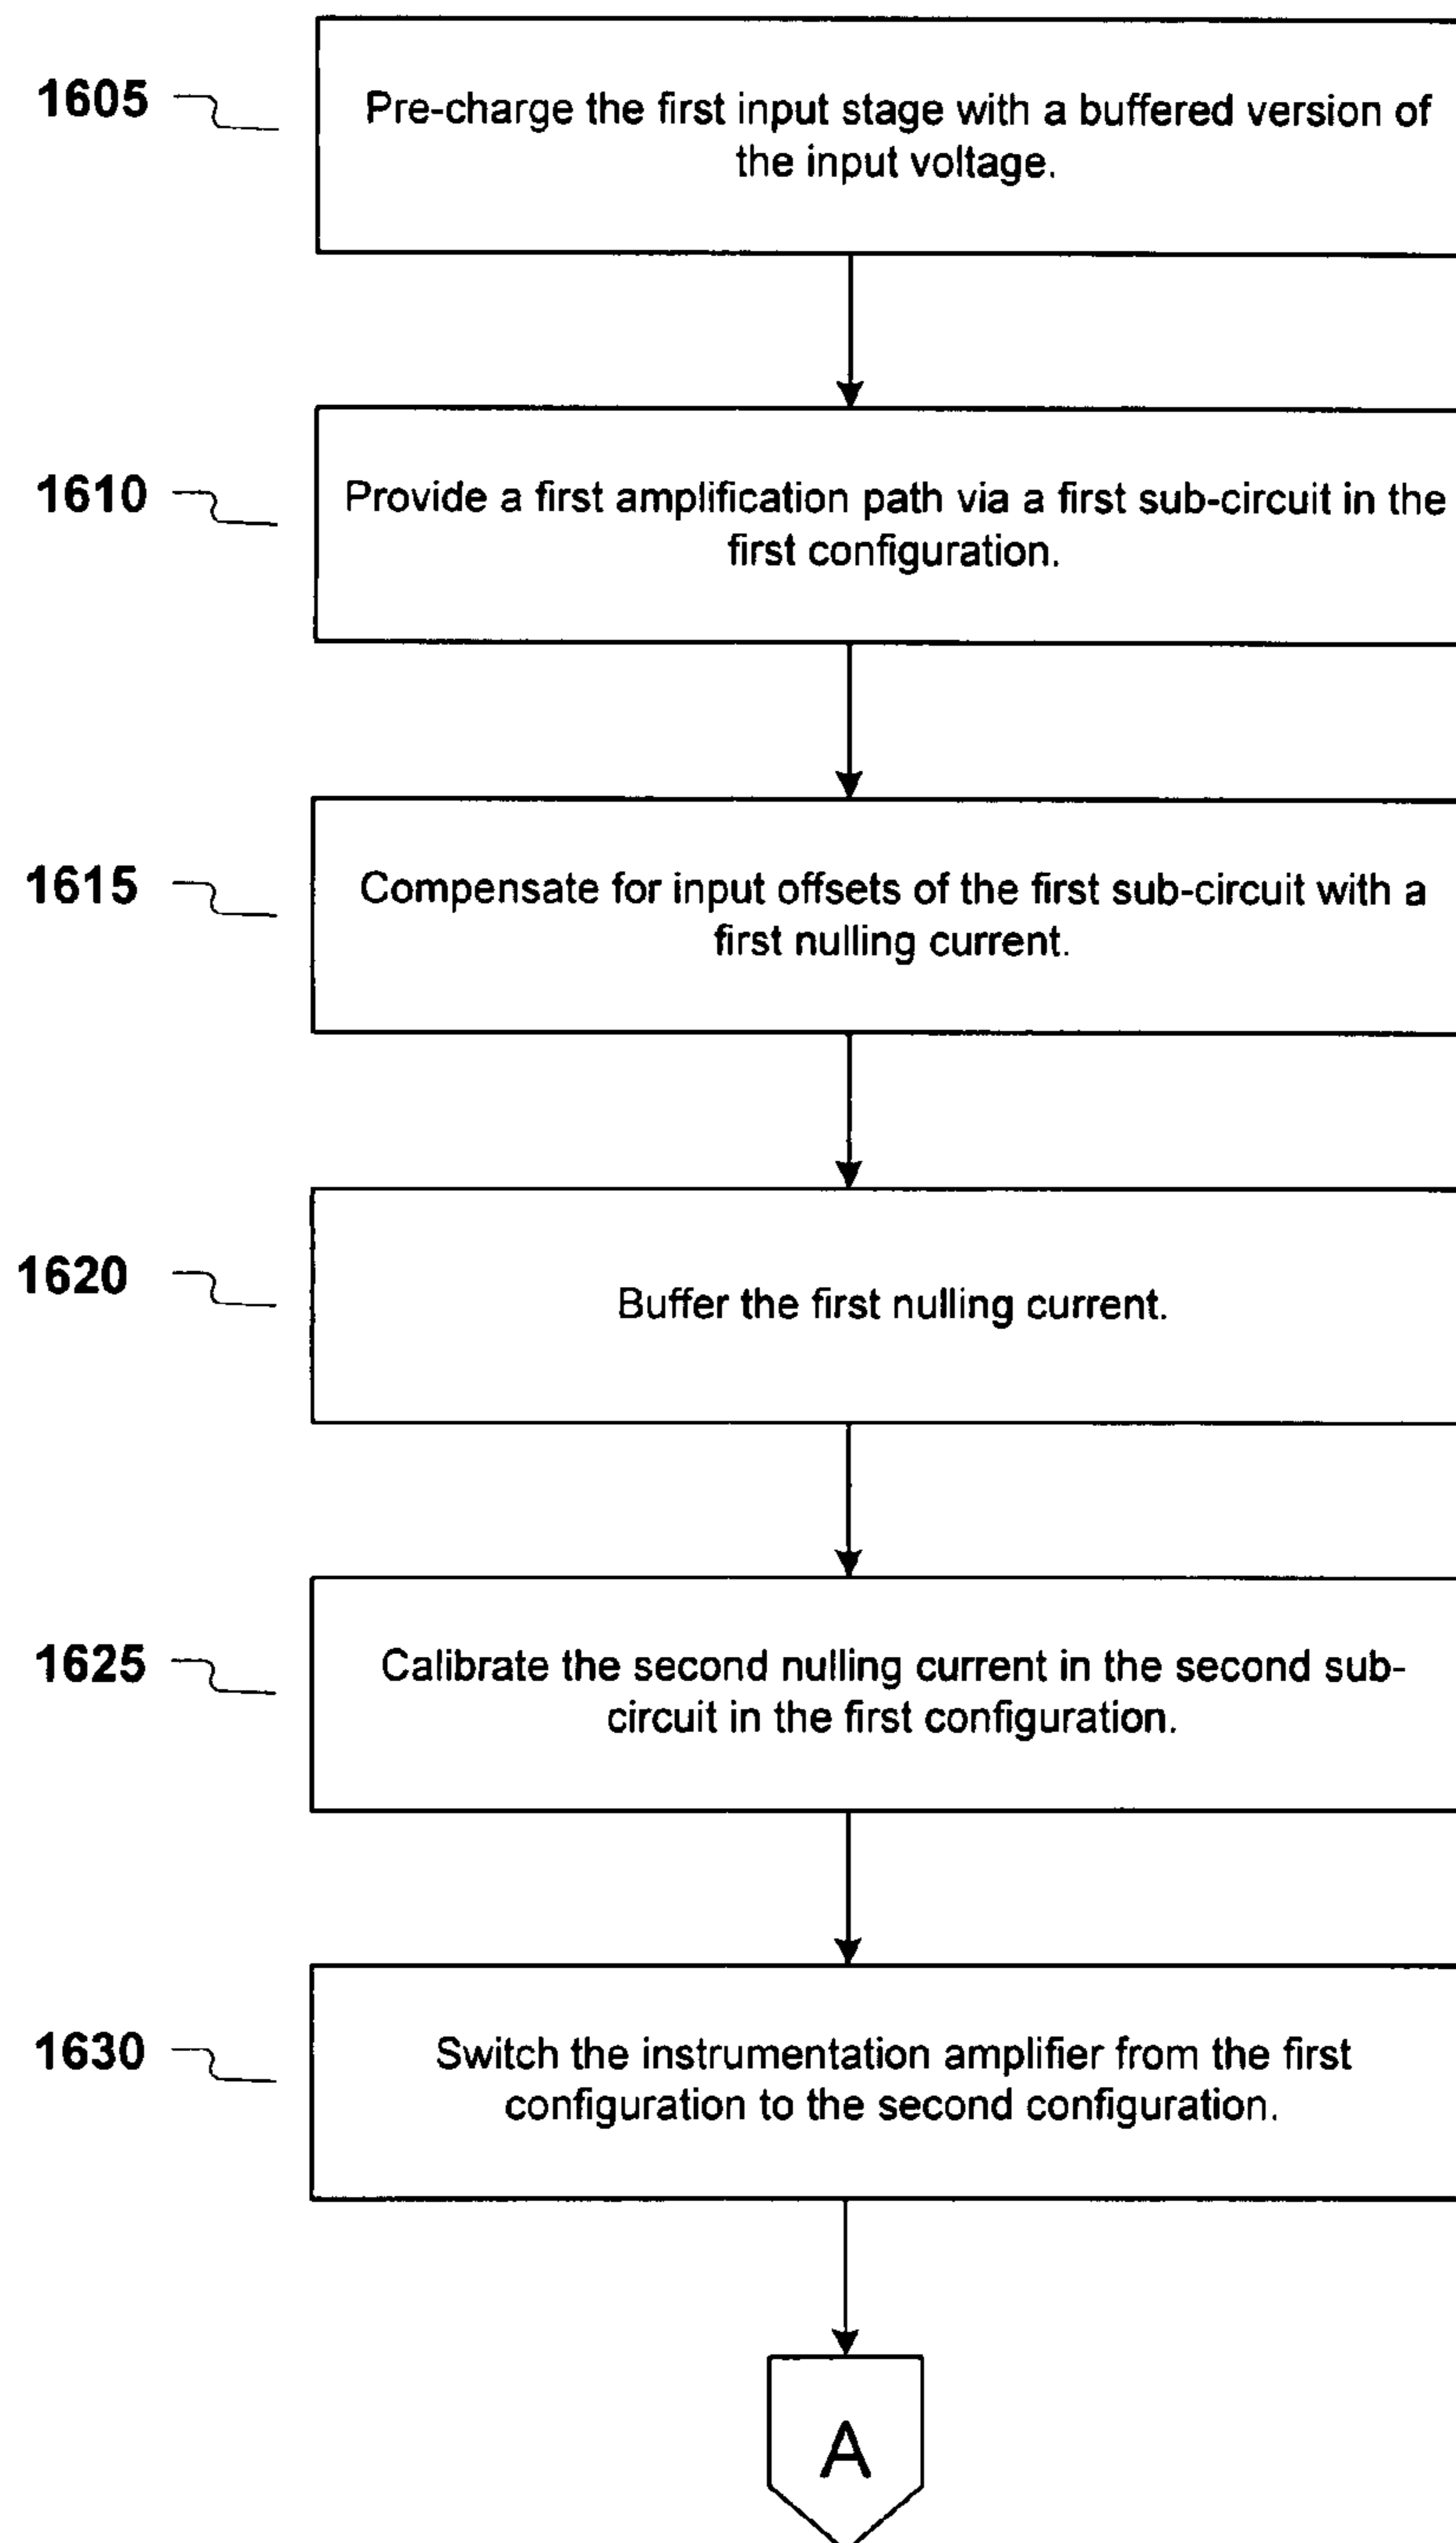 1605
Pre-charge the first input stage with a buffered version of
the input voltage.
1610
Provide a first amplification path via a first sub-circuit in the
first configuration.
1615
Compensate for input offsets of the first sub-circuit with a
first nulling current.
1620
Buffer the first nulling current.
1625
Calibrate the second nulling current in the second sub-
circuit in the first configuration.
1630
Switch the instrumentation amplifier from the first
configuration to the second configuration.
A